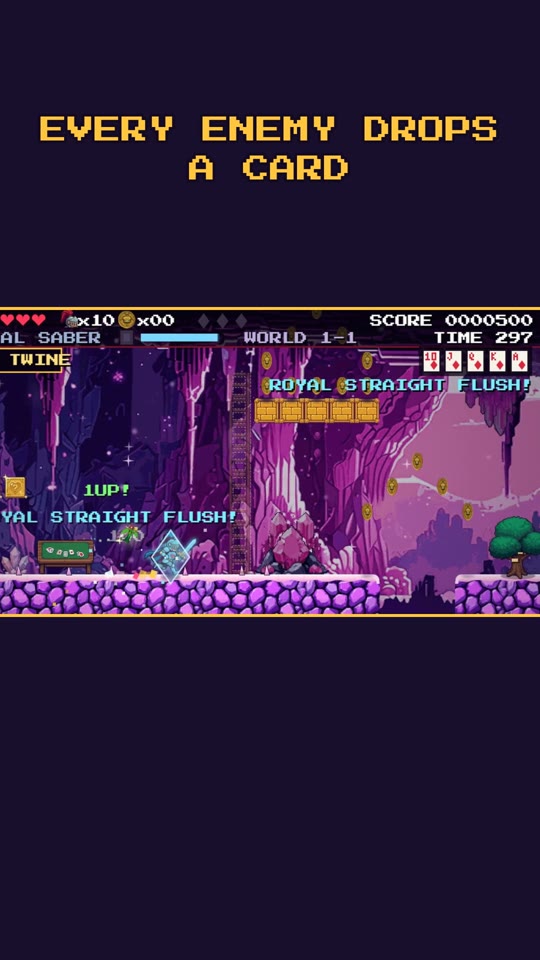 EVERY ENEMY DROPS
A CARD
x10 x00 SCORE 0000500
AL SABER WORLD 1-1 TIME 297
TWINE 10 J Q K A
ROYAL STRAIGHT FLUSH!
1UP!
YAL STRAIGHT FLUSH!